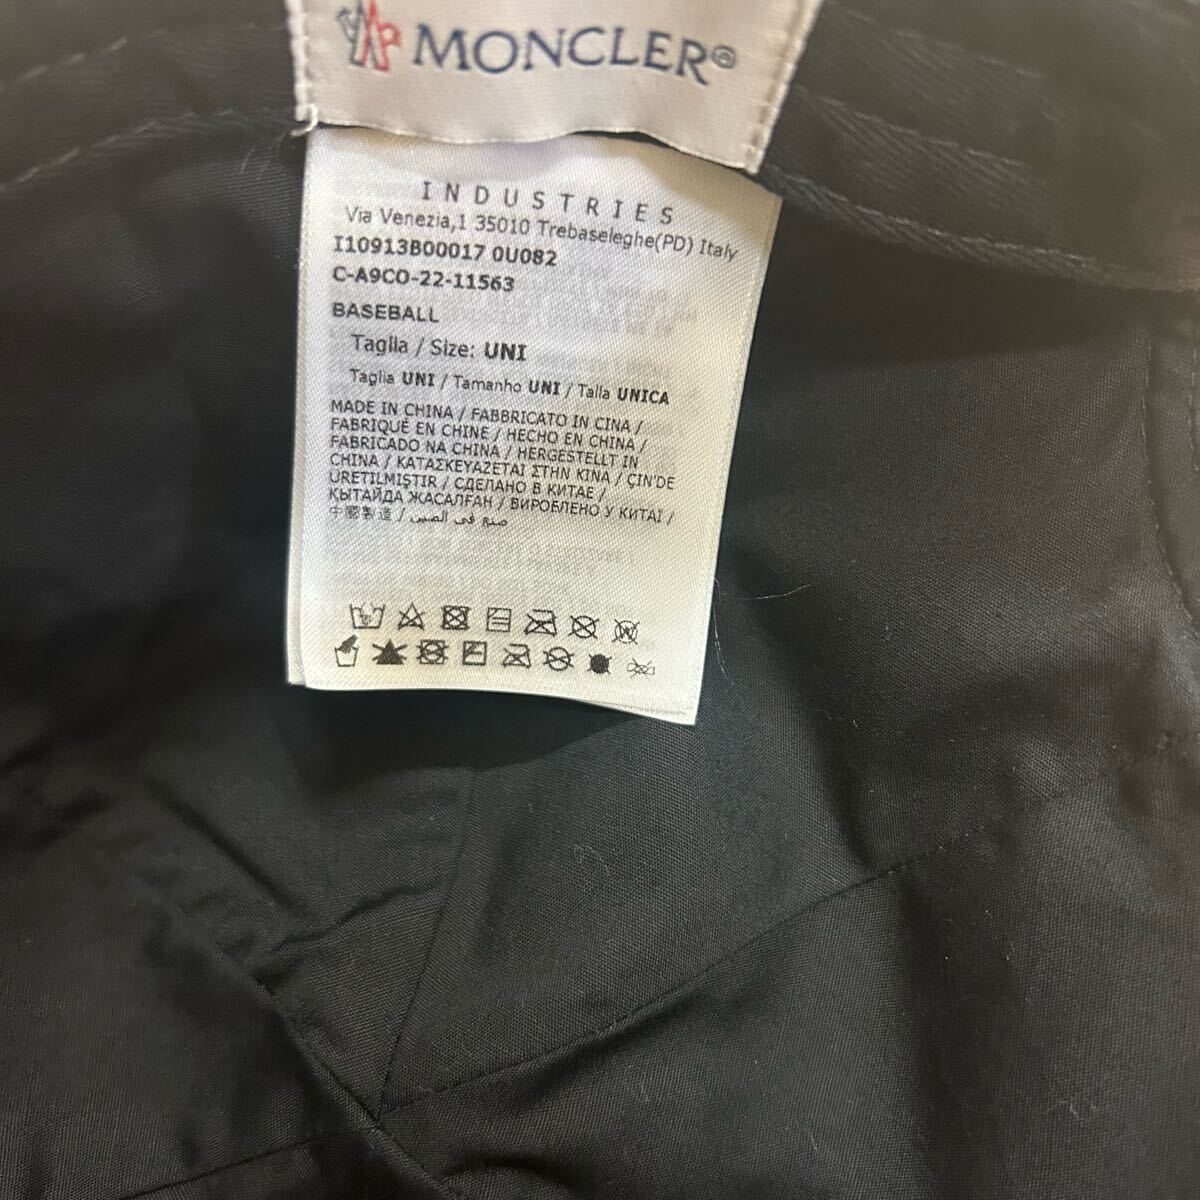 MONCLER®
INDUSTRIES
Via Venezia,1 35010 Trebaseleghe(PD) Italy
I10913B00017 0U082
C-A9CO-22-11563
BASEBALL
Taglia / Size: UNI
Taglia UNI / Tamanho UNI / Talla UNICA
MADE IN CHINA / FABBRICATO IN CINA /
FABRIQUÉ EN CHINE / HECHO EN CHINA /
FABRICADO NA CHINA / HERGESTELLT IN
CHINA / ΚΑΤΑΣΚΕΥΑΖΕΤΑΙ ΣΤΗΝ ΚΙΝΑ / ÇIN'DE
ÜRETILMIŞTIR / СДЕЛАНО В КИТАЕ /
ҚЫТАЙДА ЖАСАЛҒАН / ВИРОБЛЕНО У КИТАЇ /
中國製造 / صنع في الصين